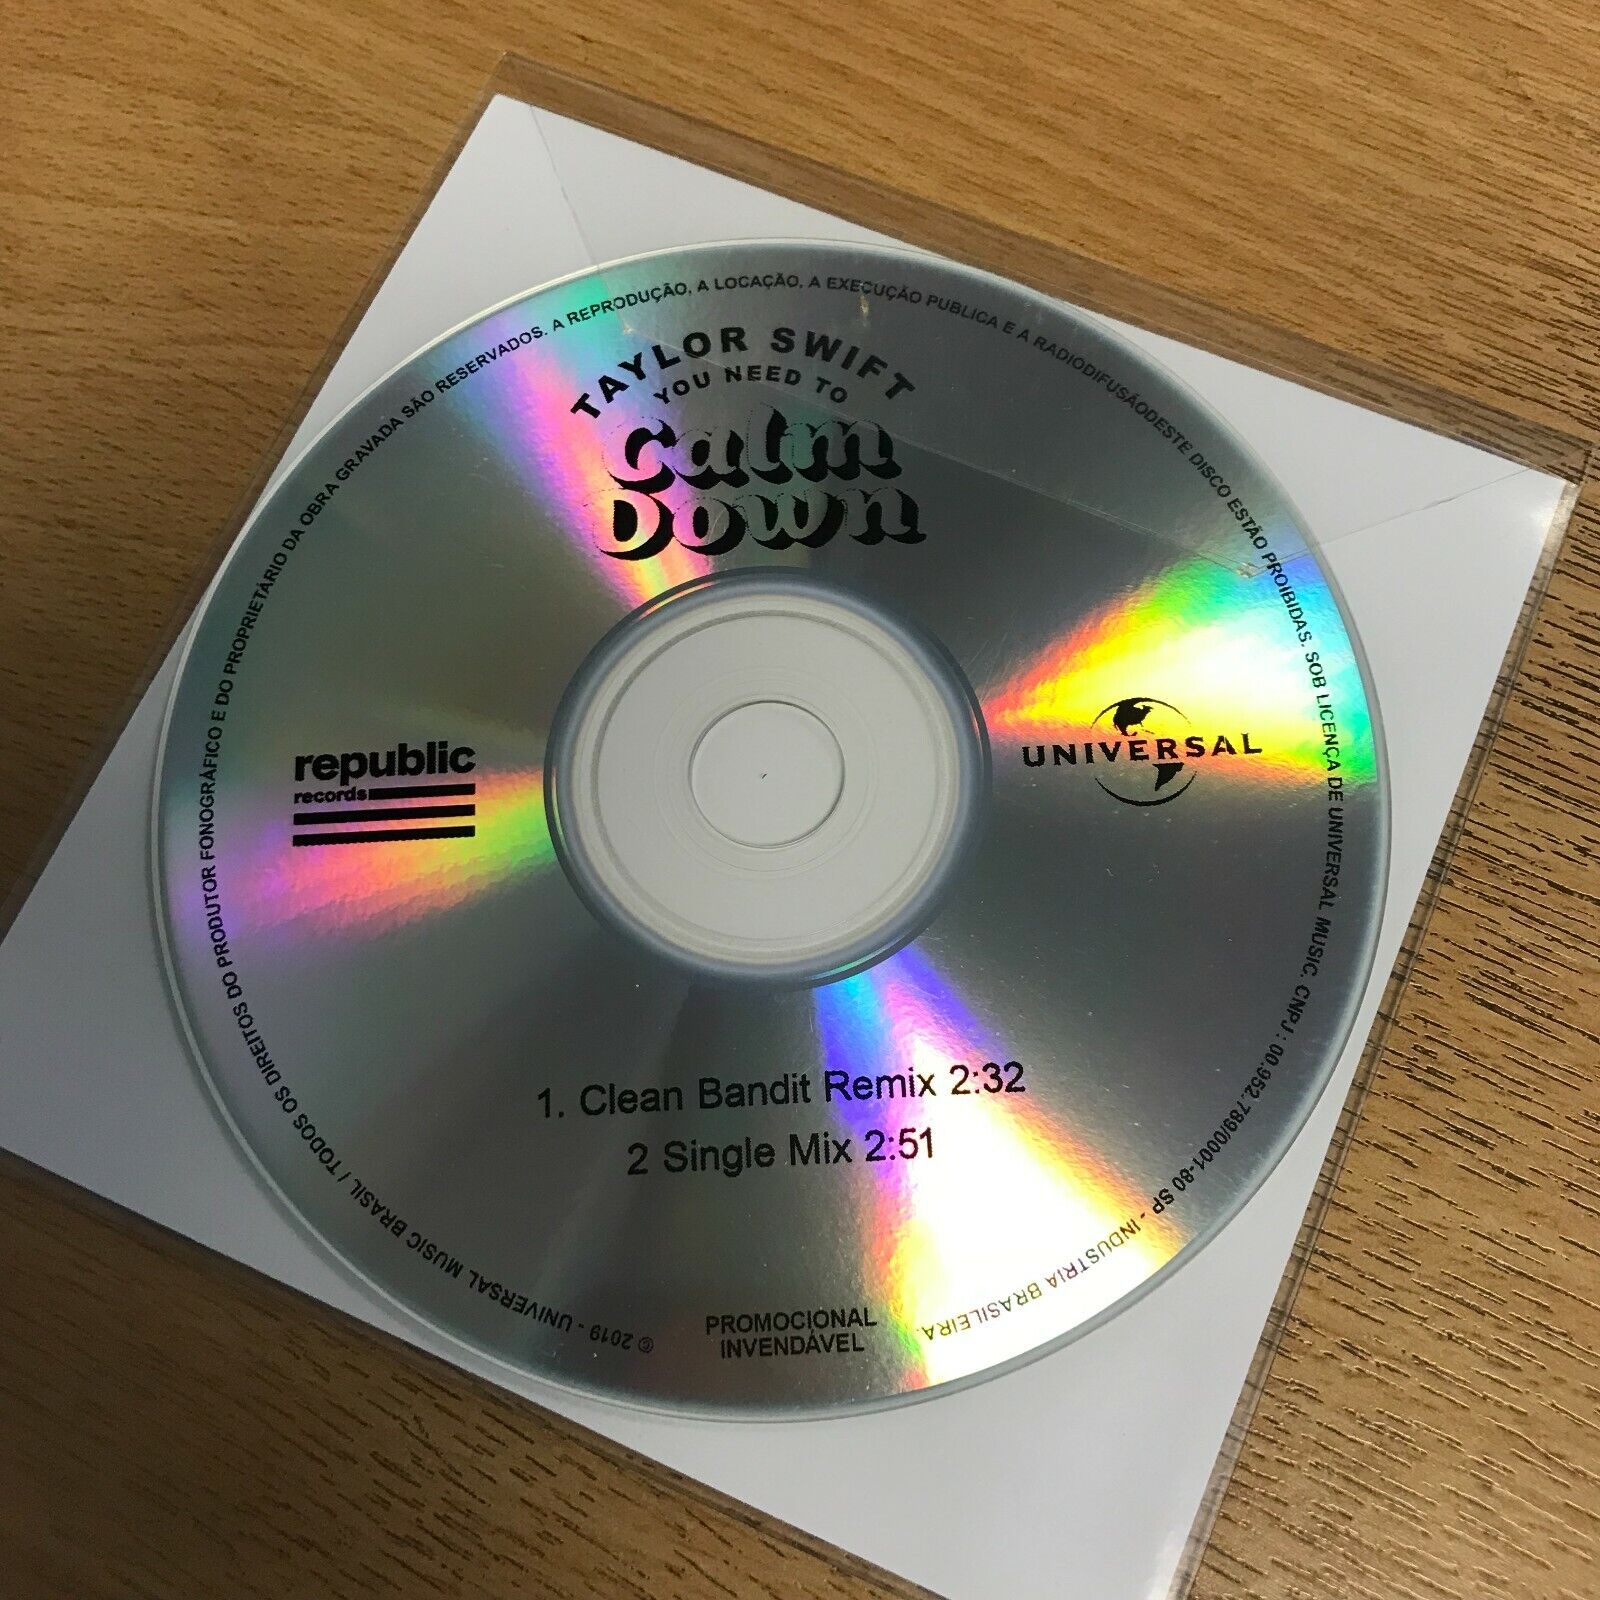 TAYLOR SWIFT
YOU NEED TO
Calm
Down
republic
records
UNIVERSAL
1. Clean Bandit Remix 2:32
2 Single Mix 2:51
PROMOCIONAL
INVENDÁVEL
© 2019 - UNIVERSAL MUSIC BRASIL / TODOS OS DIREITOS DO PRODUTOR FONOGRÁFICO E DO PROPRIETÁRIO DA OBRA GRAVADA SÃO RESERVADOS. A REPRODUÇÃO, A LOCAÇÃO, A EXECUÇÃO PUBLICA E A RADIODIFUSÃODESTE DISCO ESTÃO PROIBIDAS. SOB LICENÇA DE UNIVERSAL MUSIC. CNPJ : 00.952.789/0001-80 SP - INDUSTRIA BRASILEIRA.